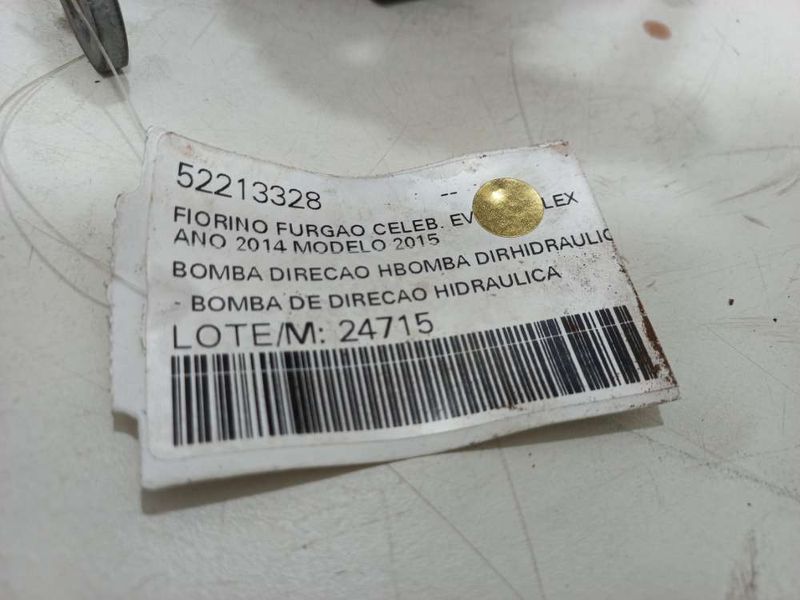 52213328 --
FIORINO FURGAO CELEB. EV LEX
ANO 2014 MODELO 2015
BOMBA DIRECAO HBOMBA DIRHIDRAULIC
- BOMBA DE DIRECAO HIDRAULICA
LOTE/M: 24715